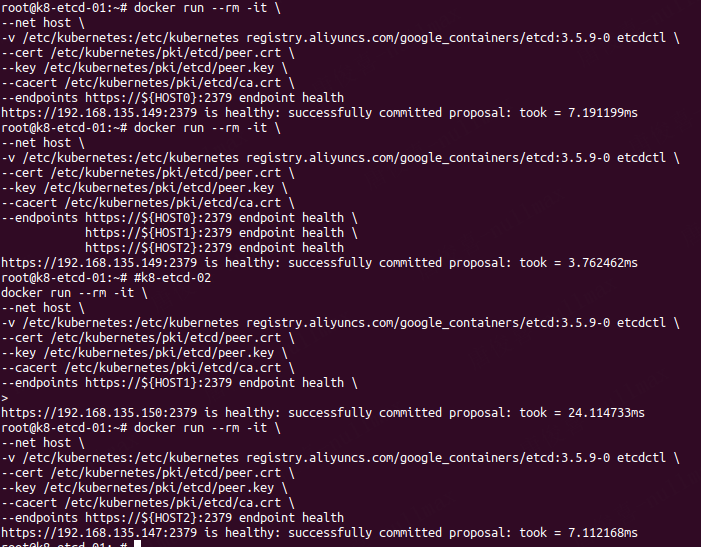 root@k8-etcd-01:~# docker run --rm -it \
--net host \
-v /etc/kubernetes:/etc/kubernetes registry.aliyuncs.com/google_containers/etcd:3.5.9-0 etcdctl \
--cert /etc/kubernetes/pki/etcd/peer.crt \
--key /etc/kubernetes/pki/etcd/peer.key \
--cacert /etc/kubernetes/pki/etcd/ca.crt \
--endpoints https://${HOST0}:2379 endpoint health
https://192.168.135.149:2379 is healthy: successfully committed proposal: took = 7.191199ms
root@k8-etcd-01:~# docker run --rm -it \
--net host \
-v /etc/kubernetes:/etc/kubernetes registry.aliyuncs.com/google_containers/etcd:3.5.9-0 etcdctl \
--cert /etc/kubernetes/pki/etcd/peer.crt \
--key /etc/kubernetes/pki/etcd/peer.key \
--cacert /etc/kubernetes/pki/etcd/ca.crt \
--endpoints https://${HOST0}:2379 endpoint health \
https://${HOST1}:2379 endpoint health \
https://${HOST2}:2379 endpoint health
https://192.168.135.149:2379 is healthy: successfully committed proposal: took = 3.762462ms
root@k8-etcd-01:~# #k8-etcd-02
docker run --rm -it \
--net host \
-v /etc/kubernetes:/etc/kubernetes registry.aliyuncs.com/google_containers/etcd:3.5.9-0 etcdctl \
--cert /etc/kubernetes/pki/etcd/peer.crt \
--key /etc/kubernetes/pki/etcd/peer.key \
--cacert /etc/kubernetes/pki/etcd/ca.crt \
--endpoints https://${HOST1}:2379 endpoint health \
>
https://192.168.135.150:2379 is healthy: successfully committed proposal: took = 24.114733ms
root@k8-etcd-01:~# docker run --rm -it \
--net host \
-v /etc/kubernetes:/etc/kubernetes registry.aliyuncs.com/google_containers/etcd:3.5.9-0 etcdctl \
--cert /etc/kubernetes/pki/etcd/peer.crt \
--key /etc/kubernetes/pki/etcd/peer.key \
--cacert /etc/kubernetes/pki/etcd/ca.crt \
--endpoints https://${HOST2}:2379 endpoint health
https://192.168.135.147:2379 is healthy: successfully committed proposal: took = 7.112168ms
root@k8-etcd-01:~#